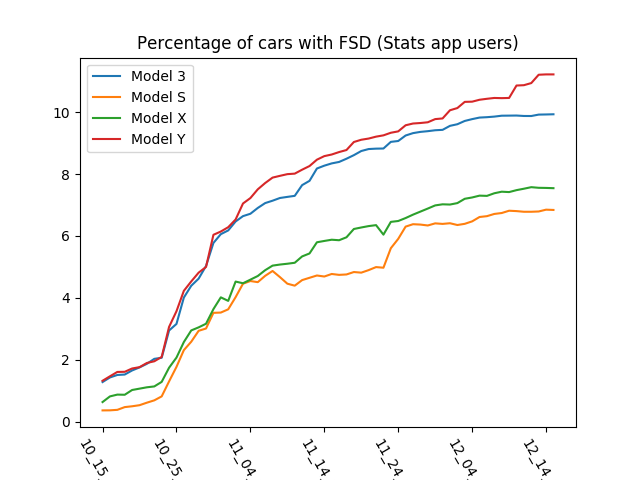 Percentage of cars with FSD (Stats app users)
Model 3
Model S
Model X
Model Y
10
8
6
4
2
0
10_15.
10_25.
11_04.
11_14.
11_24.
12_04.
12_14.